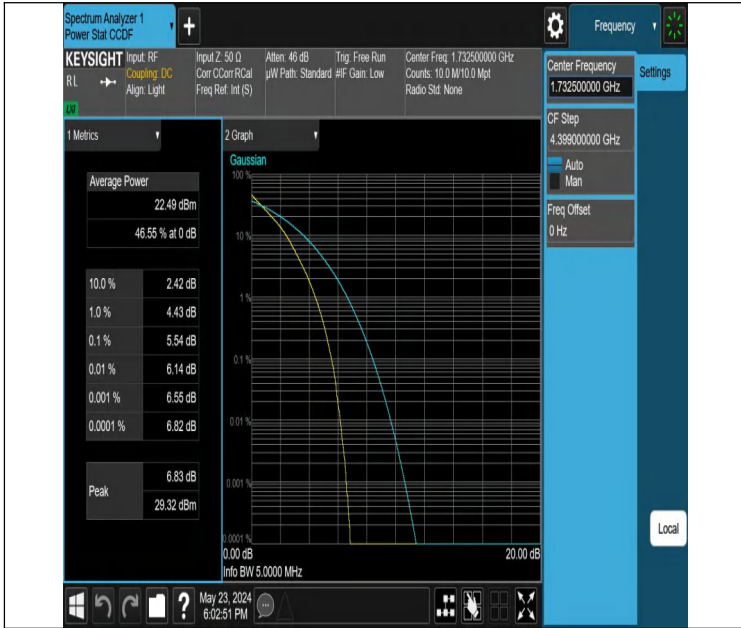 Spectrum Analyzer 1
Power Stat CCDF
Frequency
KEYSIGHT
RL
LXI
Input: RF
Coupling: DC
Align: Light
Input Z: 50 Ω
Corr CCorr RCal
Freq Ref: Int (S)
Atten: 46 dB
µW Path: Standard
Trig: Free Run
#IF Gain: Low
Center Freq: 1.732500000 GHz
Counts: 10.0 M/10.0 Mpt
Radio Std: None
Center Frequency
1.732500000 GHz
Settings
CF Step
4.399000000 GHz
Auto
Man
Freq Offset
0 Hz
1 Metrics
Average Power
22.49 dBm
46.55 % at 0 dB
10.0 % 2.42 dB
1.0 % 4.43 dB
0.1 % 5.54 dB
0.01 % 6.14 dB
0.001 % 6.55 dB
0.0001 % 6.82 dB
Peak
6.83 dB
29.32 dBm
2 Graph
Gaussian
100 %
10 %
1 %
0.1 %
0.01 %
0.001 %
0.0001 %
0.00 dB 20.00 dB
Info BW 5.0000 MHz
Local
?
May 23, 2024
6:02:51 PM